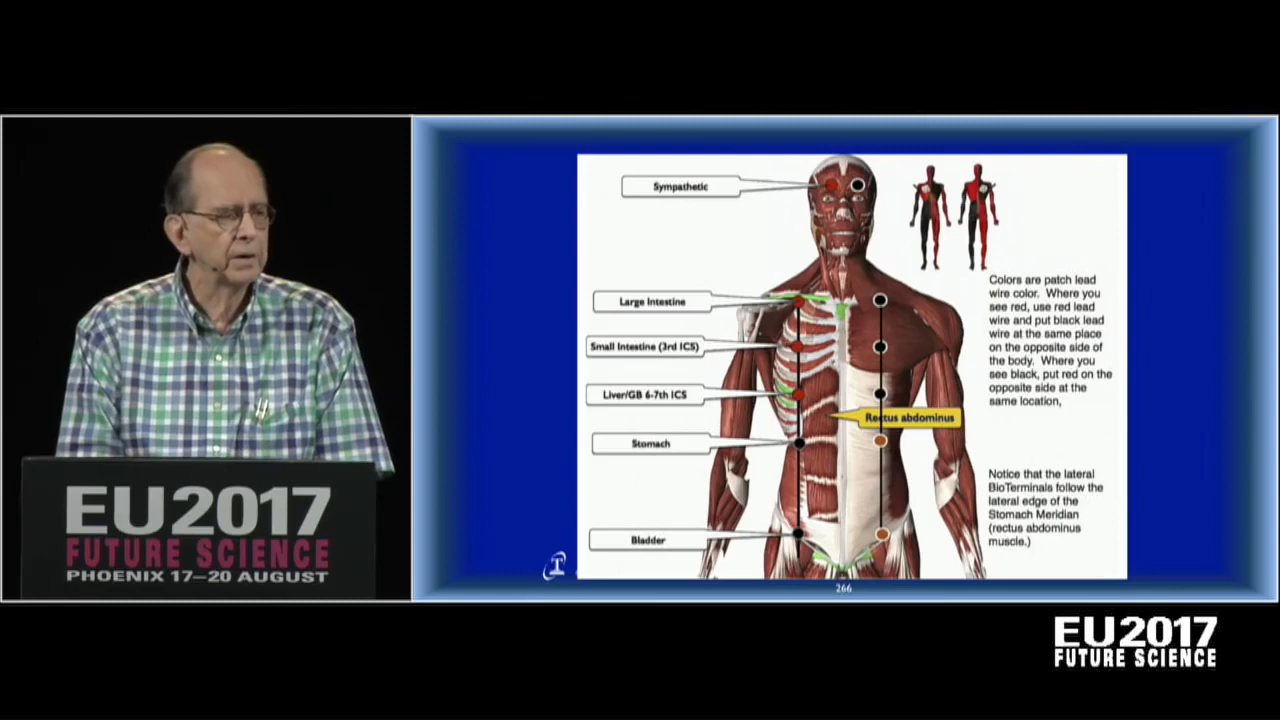 EU2017
FUTURE SCIENCE
PHOENIX 17–20 AUGUST
Sympathetic
Large Intestine
Small Intestine (3rd ICS)
Liver/GB 6-7th ICS
Stomach
Bladder
Rectus abdominus
Colors are patch lead
wire color. Where you
see red, use red lead
wire and put black lead
wire at the same place
on the opposite side of
the body. Where you
see black, put red on the
opposite side at the
same location,
Notice that the lateral
BioTerminals follow the
lateral edge of the
Stomach Meridian
(rectus abdominus
muscle.)
T
266
EU2017
FUTURE SCIENCE